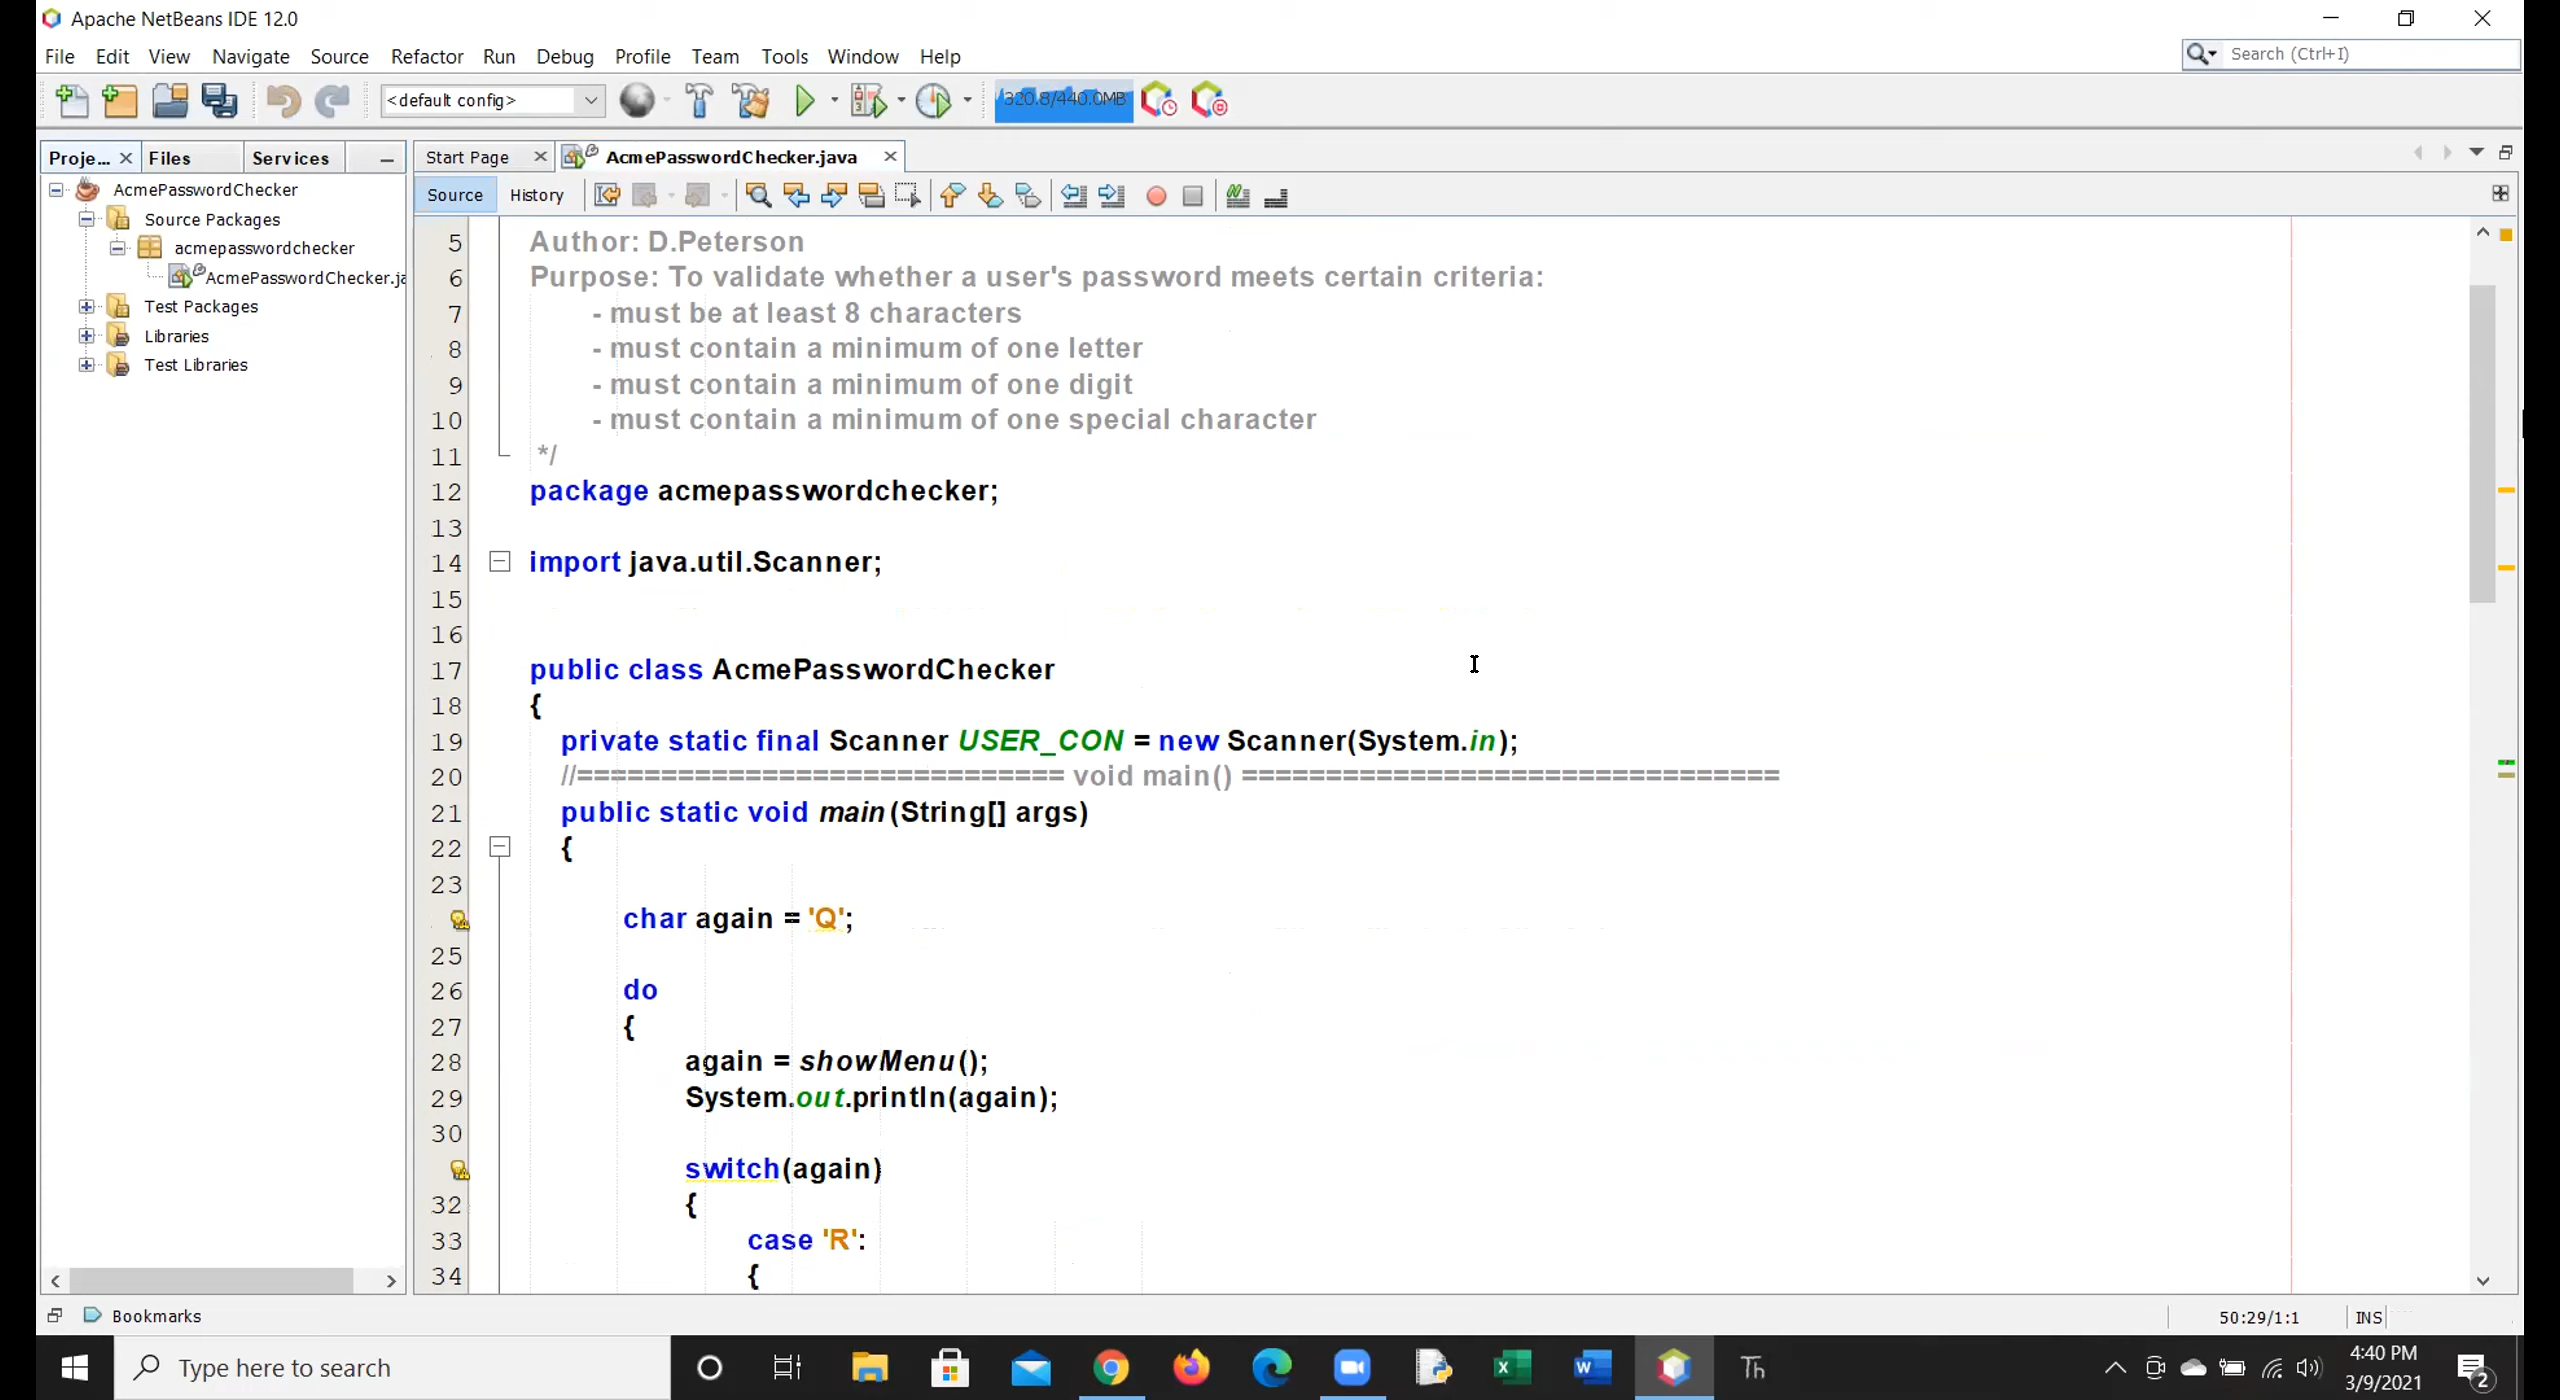 Apache NetBeans IDE 12.0
File Edit View Navigate Source Refactor Run Debug Profile Team Tools Window Help
Search (Ctrl+I)
<default config>
320.8/440.0MB
Proje...
Files
Services
Start Page
AcmePasswordChecker.java
AcmePasswordChecker
Source Packages
acmepasswordchecker
AcmePasswordChecker.ja
Test Packages
Libraries
Test Libraries
Source
History
5 Author: D.Peterson
6 Purpose: To validate whether a user's password meets certain criteria:
7 - must be at least 8 characters
8 - must contain a minimum of one letter
9 - must contain a minimum of one digit
10 - must contain a minimum of one special character
11 */
12 package acmepasswordchecker;
13
14 import java.util.Scanner;
15
16
17 public class AcmePasswordChecker
18 {
19 private static final Scanner USER_CON = new Scanner(System.in);
20 //============================= void main() ================================
21 public static void main(String[] args)
22 {
23
char again = 'Q';
25
26 do
27 {
28 again = showMenu();
29 System.out.println(again);
30
switch(again)
32 {
33 case 'R':
34 {
Bookmarks
50:29/1:1
INS
Type here to search
Th
4:40 PM
3/9/2021
2